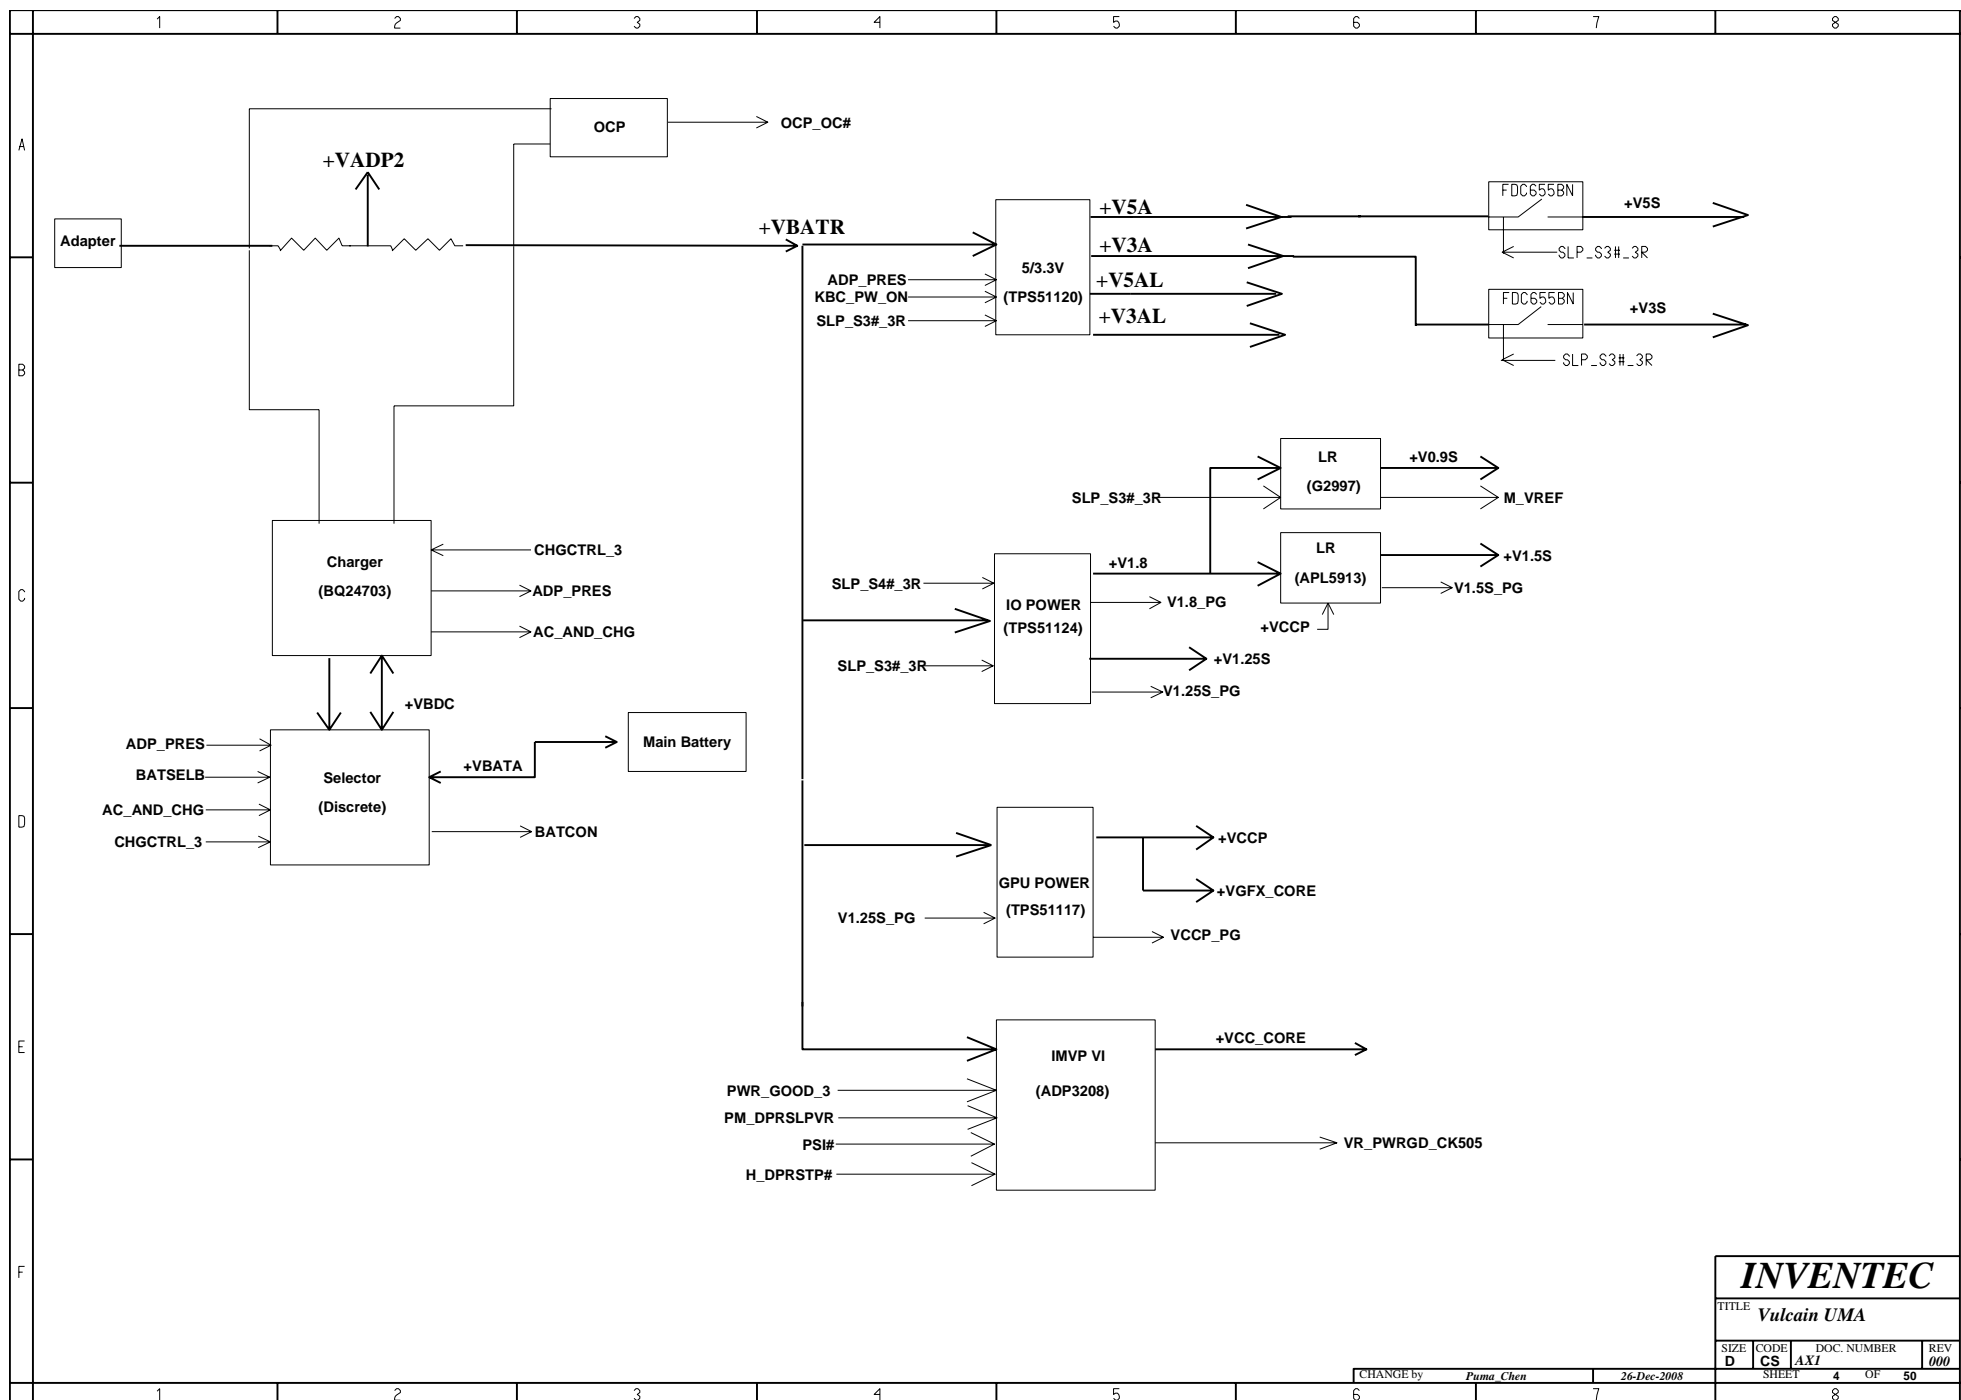 1 2 3 4 5 6 7 8
A
B
C
D
E
F
OCP
OCP_OC#
+VADP2
Adapter
+VBATR
ADP_PRES
KBC_PW_ON
SLP_S3#_3R
5/3.3V
(TPS51120)
+V5A
+V3A
+V5AL
+V3AL
FDC655BN
+V5S
SLP_S3#_3R
FDC655BN
+V3S
SLP_S3#_3R
Charger
(BQ24703)
CHGCTRL_3
ADP_PRES
AC_AND_CHG
+VBDC
ADP_PRES
BATSELB
AC_AND_CHG
CHGCTRL_3
Selector
(Discrete)
+VBATA
Main Battery
BATCON
SLP_S4#_3R
SLP_S3#_3R
IO POWER
(TPS51124)
+V1.8
V1.8_PG
+V1.25S
V1.25S_PG
SLP_S3#_3R
LR
(G2997)
+V0.9S
M_VREF
LR
(APL5913)
+VCCP
+V1.5S
V1.5S_PG
V1.25S_PG
GPU POWER
(TPS51117)
+VCCP
+VGFX_CORE
VCCP_PG
PWR_GOOD_3
PM_DPRSLPVR
PSI#
H_DPRSTP#
IMVP VI
(ADP3208)
+VCC_CORE
VR_PWRGD_CK505
INVENTEC
TITLE Vulcain UMA
SIZE CODE DOC. NUMBER REV
D CS AX1 000
CHANGE by Puma_Chen 26-Dec-2008 SHEET 4 OF 50
1 2 3 4 5 6 7 8